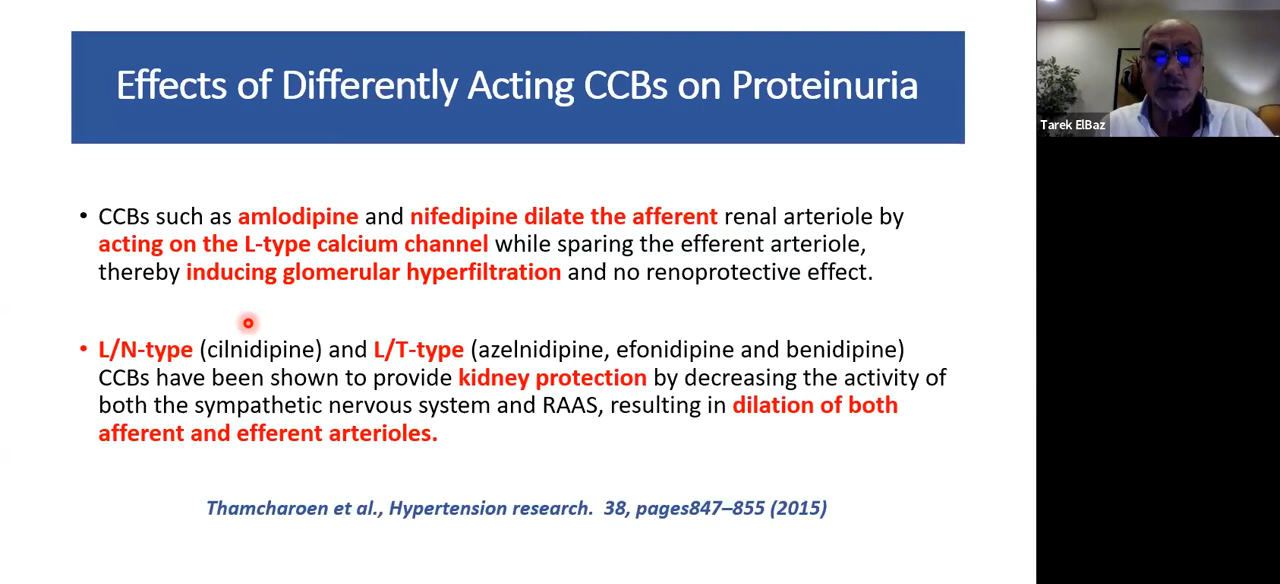 Effects of Differently Acting CCBs on Proteinuria
Tarek ElBaz
• CCBs such as amlodipine and nifedipine dilate the afferent renal arteriole by
acting on the L-type calcium channel while sparing the efferent arteriole,
thereby inducing glomerular hyperfiltration and no renoprotective effect.
• L/N-type (cilnidipine) and L/T-type (azelnidipine, efonidipine and benidipine)
CCBs have been shown to provide kidney protection by decreasing the activity of
both the sympathetic nervous system and RAAS, resulting in dilation of both
afferent and efferent arterioles.
Thamcharoen et al., Hypertension research. 38, pages847–855 (2015)